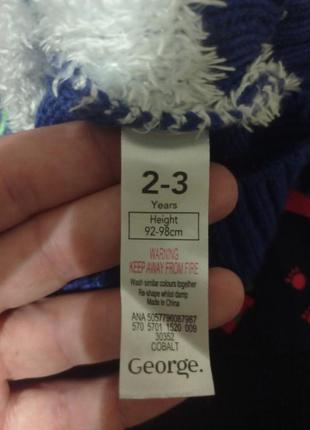 2-3
Years
Height
92-98cm
WARNING
KEEP AWAY FROM FIRE
Wash similar colours together
Re-shape whilst damp
Made in China
ANA 5057796087967
570 5701 1520 009
30352
COBALT
George.